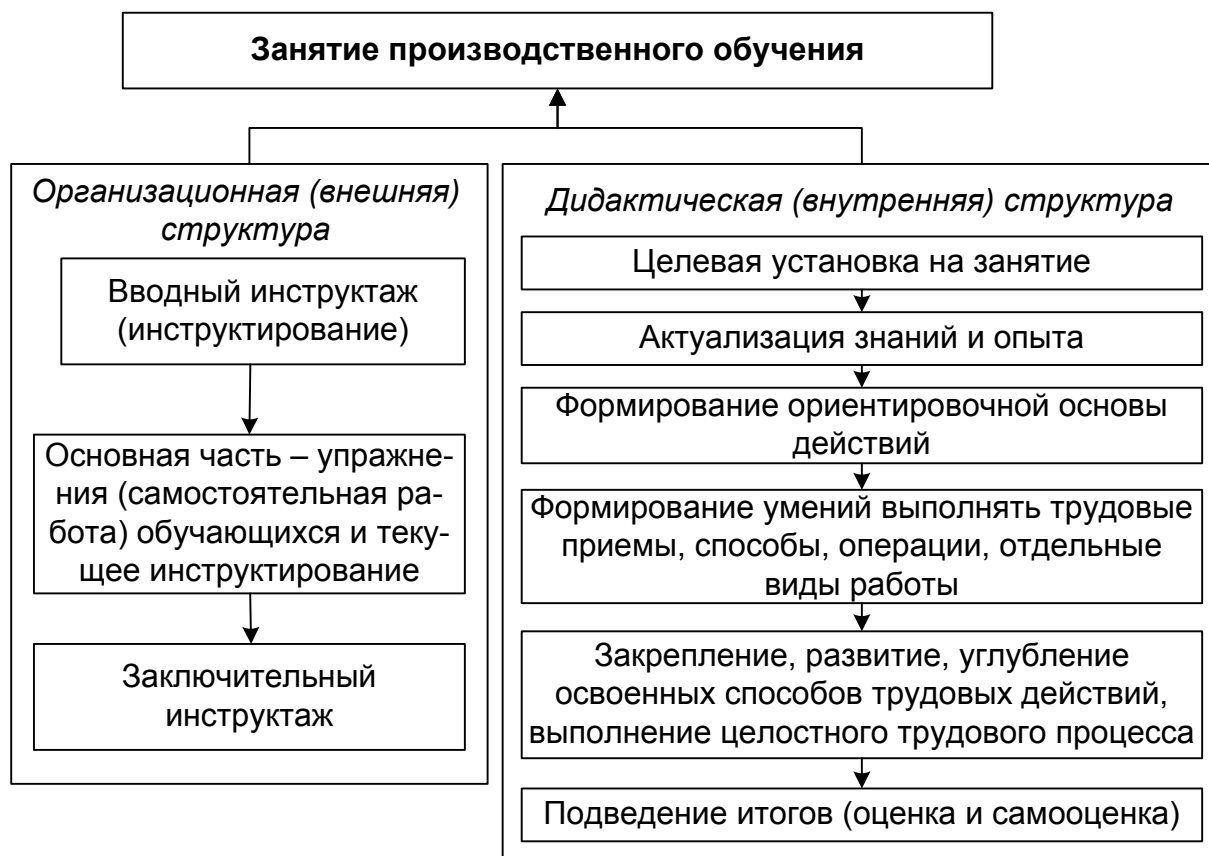 Занятие производственного обучения
Организационная (внешняя)
структура
Вводный инструктаж
(инструктирование)
Основная часть – упражне-
ния (самостоятельная ра-
бота) обучающихся и теку-
щее инструктирование
Заключительный
инструктаж
Дидактическая (внутренняя) структура
Целевая установка на занятие
Актуализация знаний и опыта
Формирование ориентировочной основы
действий
Формирование умений выполнять трудовые
приемы, способы, операции, отдельные
виды работы
Закрепление, развитие, углубление
освоенных способов трудовых действий,
выполнение целостного трудового процесса
Подведение итогов (оценка и самооценка)